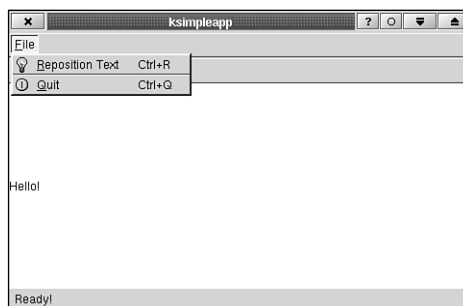 ksimpleapp ?
File
Reposition Text Ctrl+R
Quit Ctrl+Q
Hello!
Ready!